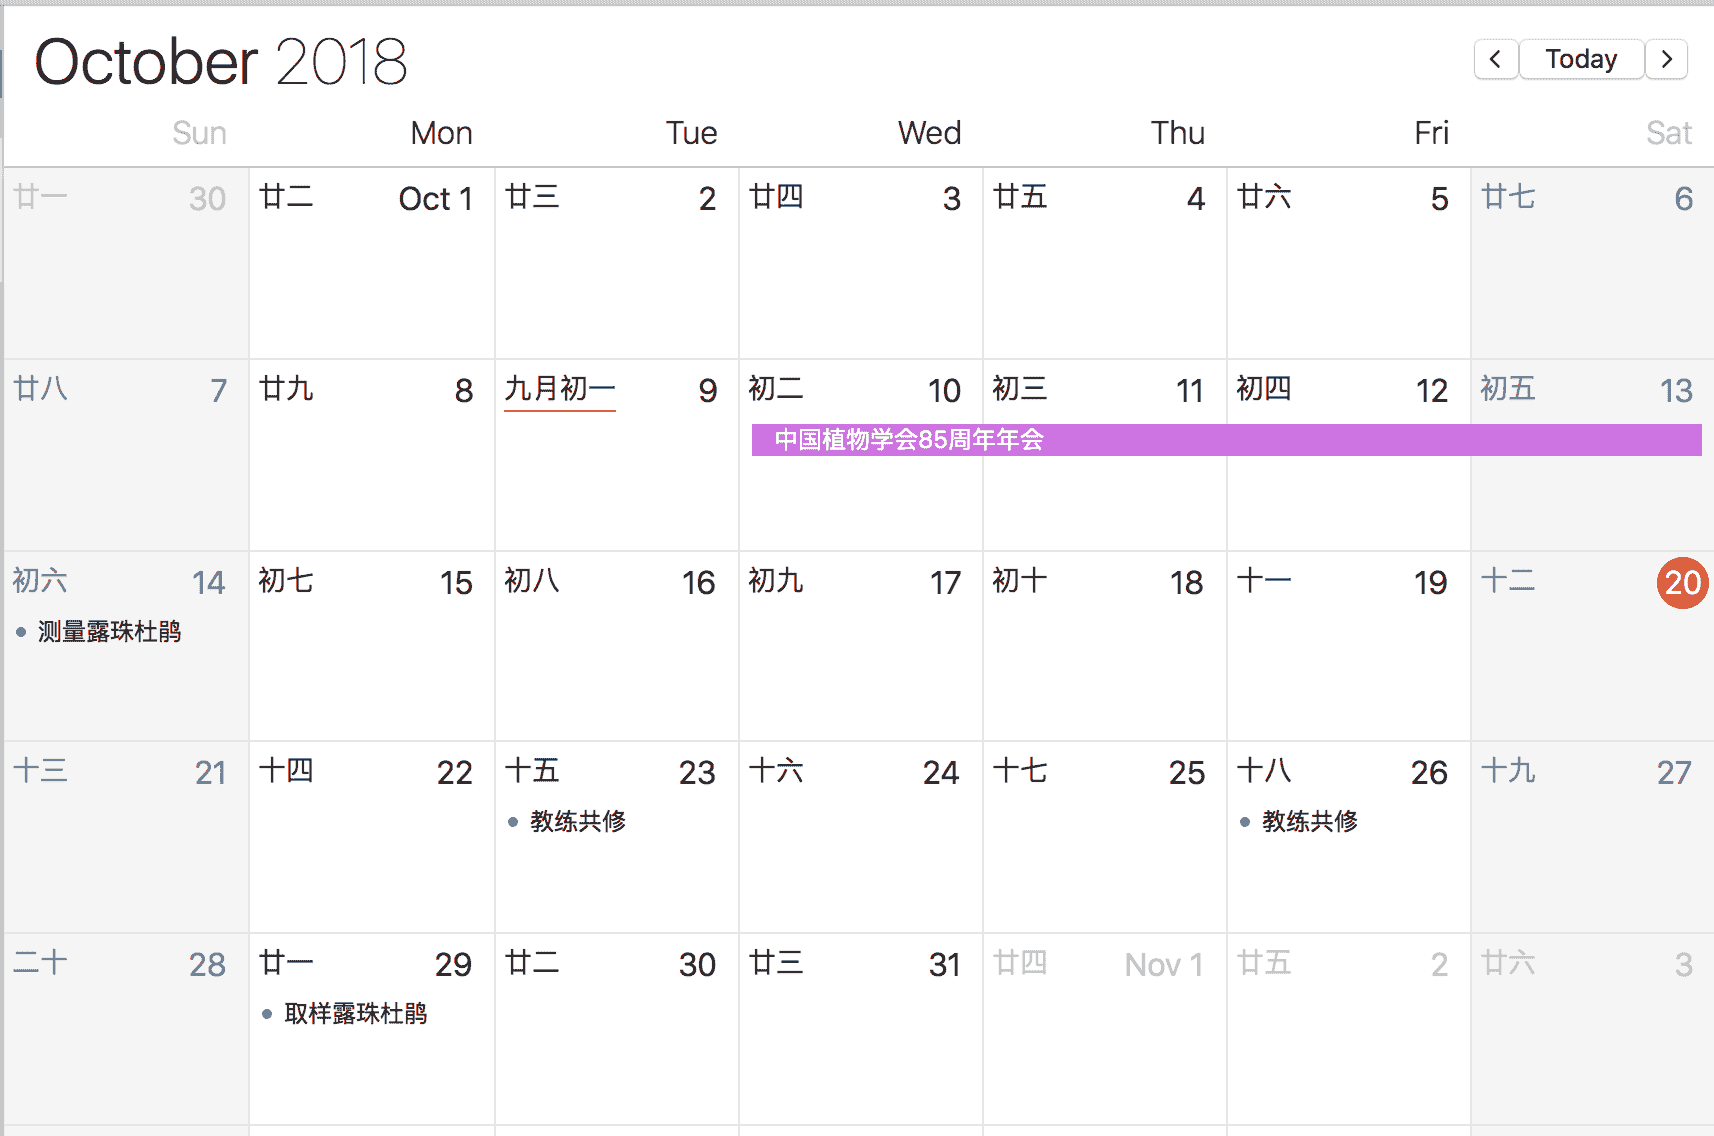 October 2018
< Today >
Sun Mon Tue Wed Thu Fri Sat
廿一 30 廿二 Oct 1 廿三 2 廿四 3 廿五 4 廿六 5 廿七 6
廿八 7 廿九 8 九月初一 9 初二 10 初三 11 初四 12 初五 13
中国植物学会85周年年会
初六 14 初七 15 初八 16 初九 17 初十 18 十一 19 十二 20
测量露珠杜鹃
十三 21 十四 22 十五 23 十六 24 十七 25 十八 26 十九 27
教练共修 教练共修
二十 28 廿一 29 廿二 30 廿三 31 廿四 Nov 1 廿五 2 廿六 3
取样露珠杜鹃